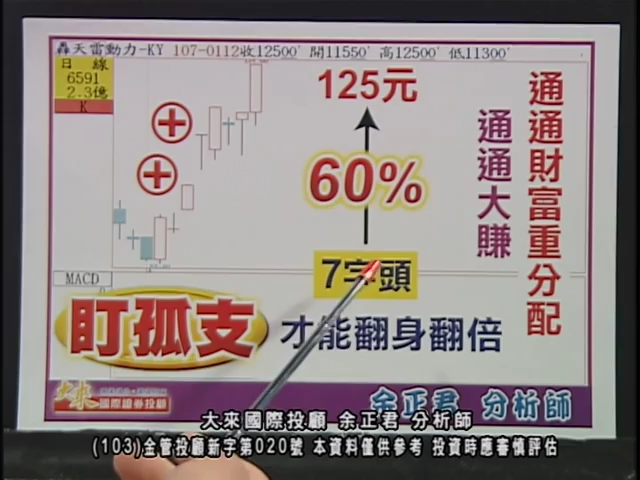 轟天雷動力-KY 107-0112收12500' 開11550' 高12500' 低11300'
日線
6591
2.3億
K
125元
60%
7字頭
通通大賺
通通財富重分配
MACD
盯孤支
才能翻身翻倍
大來國際證券投顧
余正君 分析師
大來國際投顧 余正君 分析師
(103)金管投顧新字第020號 本資料僅供參考 投資時應審慎評估